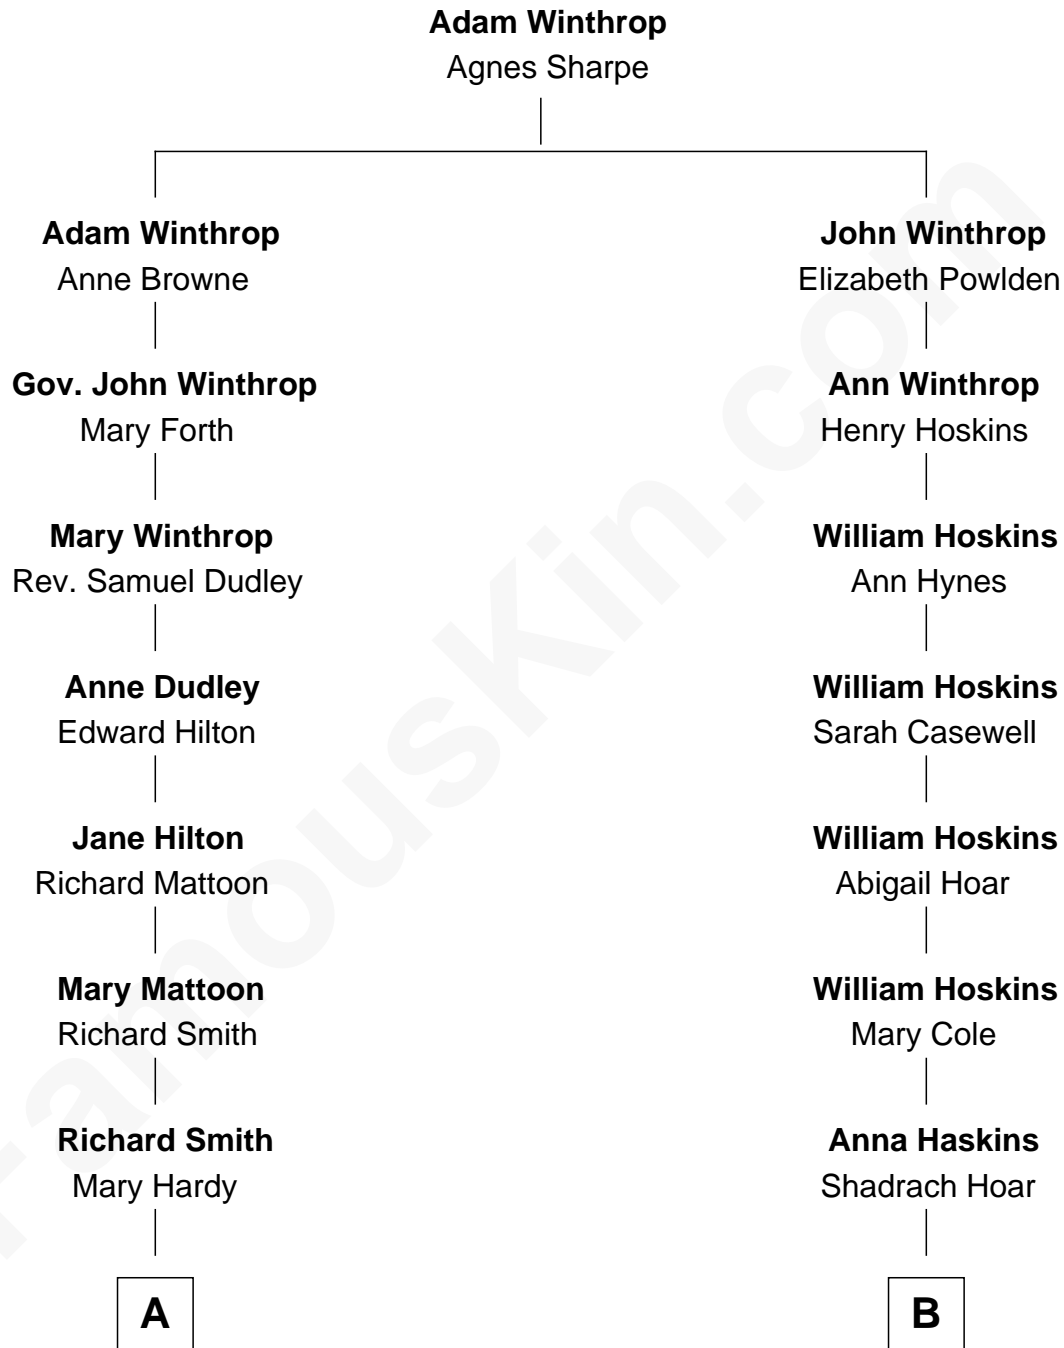 Adam Winthrop
Agnes Sharpe
Adam Winthrop
Anne Browne
Gov. John Winthrop
Mary Forth
Mary Winthrop
Rev. Samuel Dudley
Anne Dudley
Edward Hilton
Jane Hilton
Richard Mattoon
Mary Mattoon
Richard Smith
Richard Smith
Mary Hardy
A
John Winthrop
Elizabeth Powlden
Ann Winthrop
Henry Hoskins
William Hoskins
Ann Hynes
William Hoskins
Sarah Casewell
William Hoskins
Abigail Hoar
William Hoskins
Mary Cole
Anna Haskins
Shadrach Hoar
B
FamousKin.com